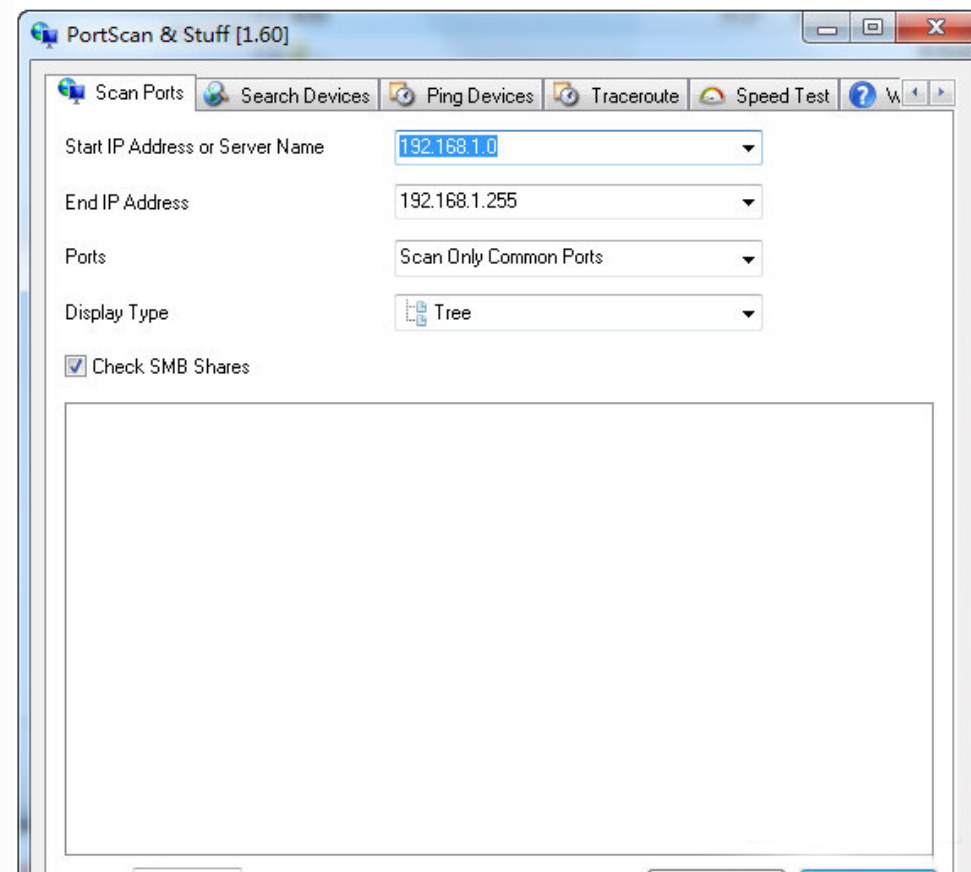 PortScan & Stuff [1.60]
Scan Ports Search Devices Ping Devices Traceroute Speed Test
Start IP Address or Server Name 192.168.1.0
End IP Address 192.168.1.255
Ports Scan Only Common Ports
Display Type Tree
Check SMB Shares